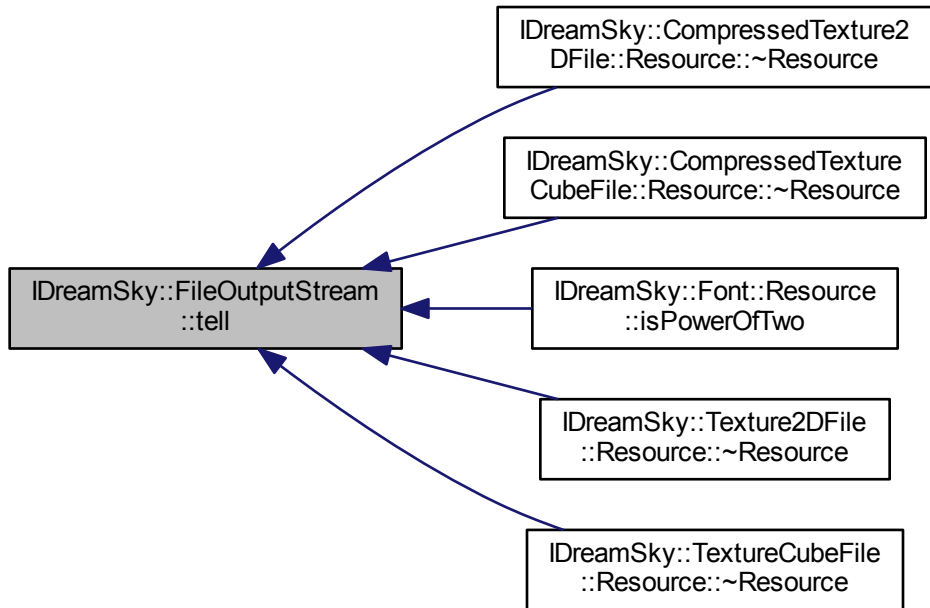 IDreamSky::CompressedTexture2
DFile::Resource::~Resource
IDreamSky::CompressedTexture
CubeFile::Resource::~Resource
IDreamSky::FileOutputStream
::tell
IDreamSky::Font::Resource
::isPowerOfTwo
IDreamSky::Texture2DFile
::Resource::~Resource
IDreamSky::TextureCubeFile
::Resource::~Resource